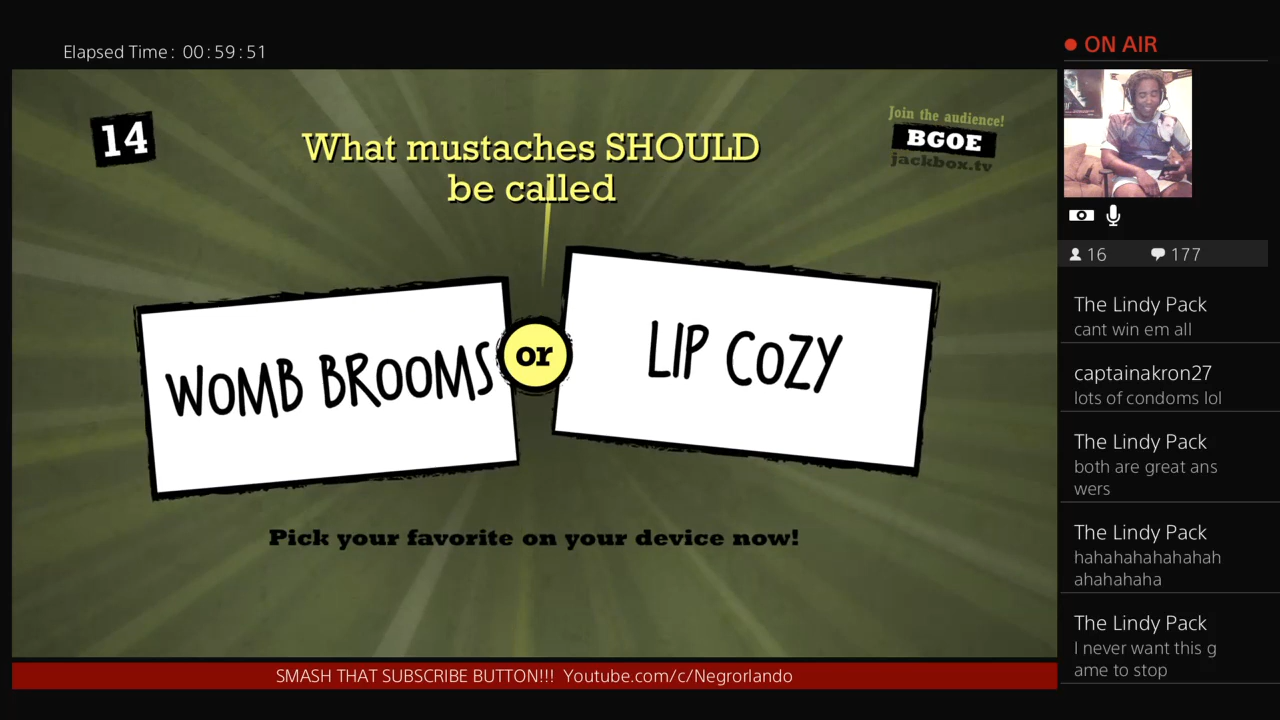 Elapsed Time: 00:59:51
ON AIR
14
What mustaches SHOULD
be called
Join the audience!
BGOE
jackbox.tv
WOMB BROOMS
or
LIP COZY
Pick your favorite on your device now!
SMASH THAT SUBSCRIBE BUTTON!!! Youtube.com/c/Negrorlando
16 177
The Lindy Pack
cant win em all
captainakron27
lots of condoms lol
The Lindy Pack
both are great ans
wers
The Lindy Pack
hahahahahahahah
ahahahaha
The Lindy Pack
I never want this g
ame to stop